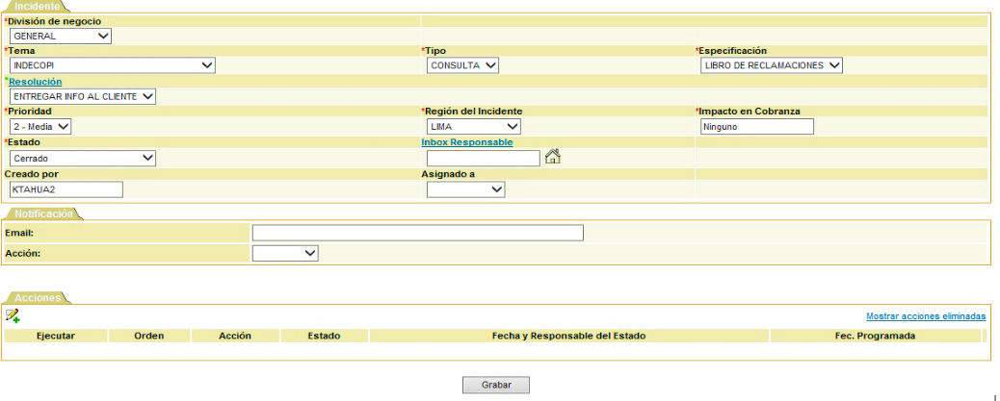 Incidente
*División de negocio
GENERAL
*Tema *Tipo *Especificación
INDECOPI CONSULTA LIBRO DE RECLAMACIONES
*Resolución
ENTREGAR INFO AL CLIENTE
*Prioridad *Región del Incidente *Impacto en Cobranza
2 - Media LIMA Ninguno
*Estado Inbox Responsable
Cerrado
Creado por Asignado a
KTAHUA2
Notificación
Email:
Acción:
Acciones
Mostrar acciones eliminadas
Ejecutar Orden Acción Estado Fecha y Responsable del Estado Fec. Programada
Grabar